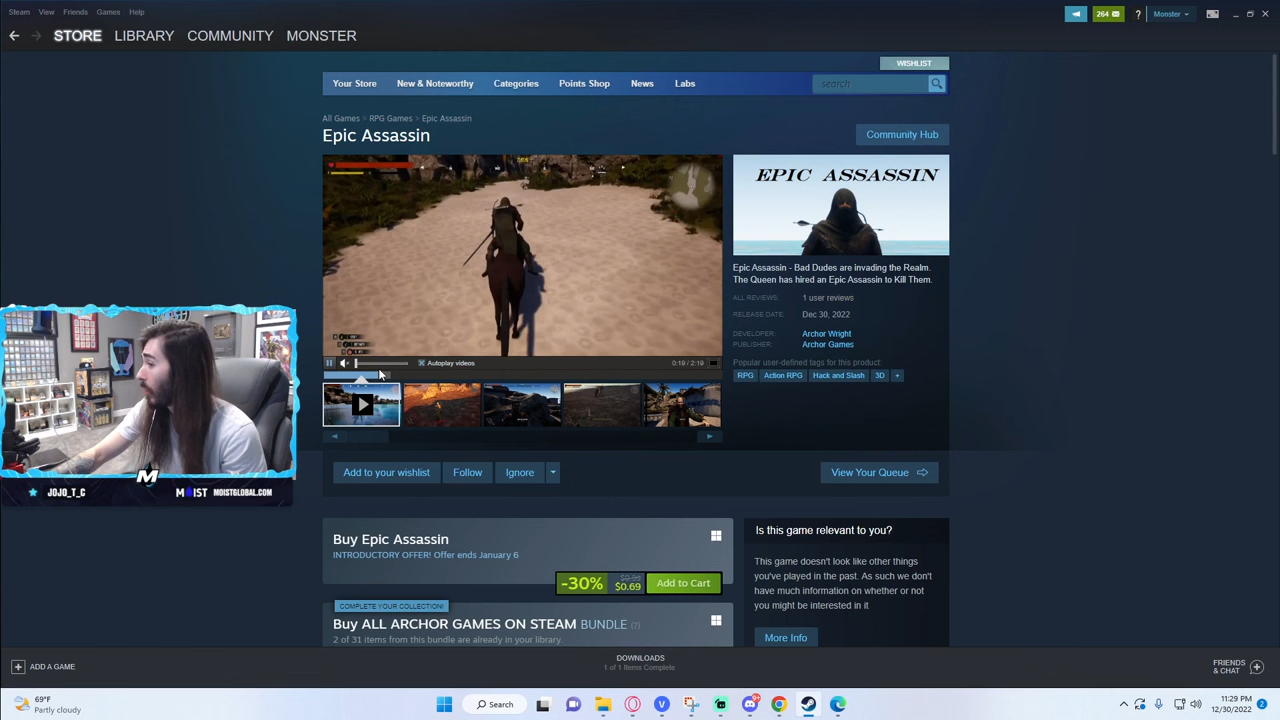 Steam View Friends Games Help
264
?
Monster
STORE LIBRARY COMMUNITY MONSTER
WISHLIST
Your Store New & Noteworthy Categories Points Shop News Labs
search
All Games > RPG Games > Epic Assassin
Epic Assassin
Community Hub
EPIC ASSASSIN
Epic Assassin - Bad Dudes are invading the Realm.
The Queen has hired an Epic Assassin to Kill Them.
ALL REVIEWS: 1 user reviews
RELEASE DATE: Dec 30, 2022
DEVELOPER: Archor Wright
PUBLISHER: Archor Games
Popular user-defined tags for this product:
RPG Action RPG Hack and Slash 3D +
Autoplay videos
0:19 / 2:19
Add to your wishlist Follow Ignore
View Your Queue
M
JOJO_T_C
MOIST MOISTGLOBAL.COM
Buy Epic Assassin
INTRODUCTORY OFFER! Offer ends January 6
-30% $0.99 $0.69 Add to Cart
COMPLETE YOUR COLLECTION!
Buy ALL ARCHOR GAMES ON STEAM BUNDLE (?)
2 of 31 items from this bundle are already in your library.
Is this game relevant to you?
This game doesn't look like other things
you've played in the past. As such we don't
have much information on whether or not
you might be interested in it
More Info
+ ADD A GAME
DOWNLOADS
1 of 1 Items Complete
FRIENDS
& CHAT +
69°F
Partly cloudy
Search
11:29 PM
12/30/2022
2